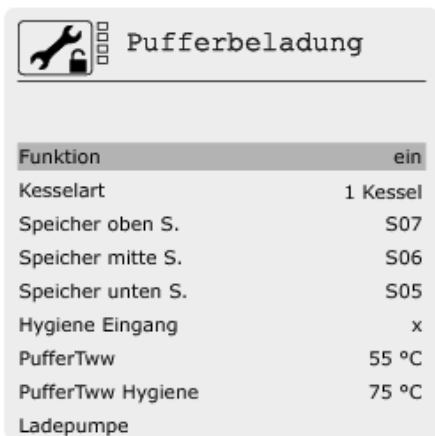 Pufferbeladung
Funktion ein
Kesselart 1 Kessel
Speicher oben S. S07
Speicher mitte S. S06
Speicher unten S. S05
Hygiene Eingang x
PufferTww 55 °C
PufferTww Hygiene 75 °C
Ladepumpe